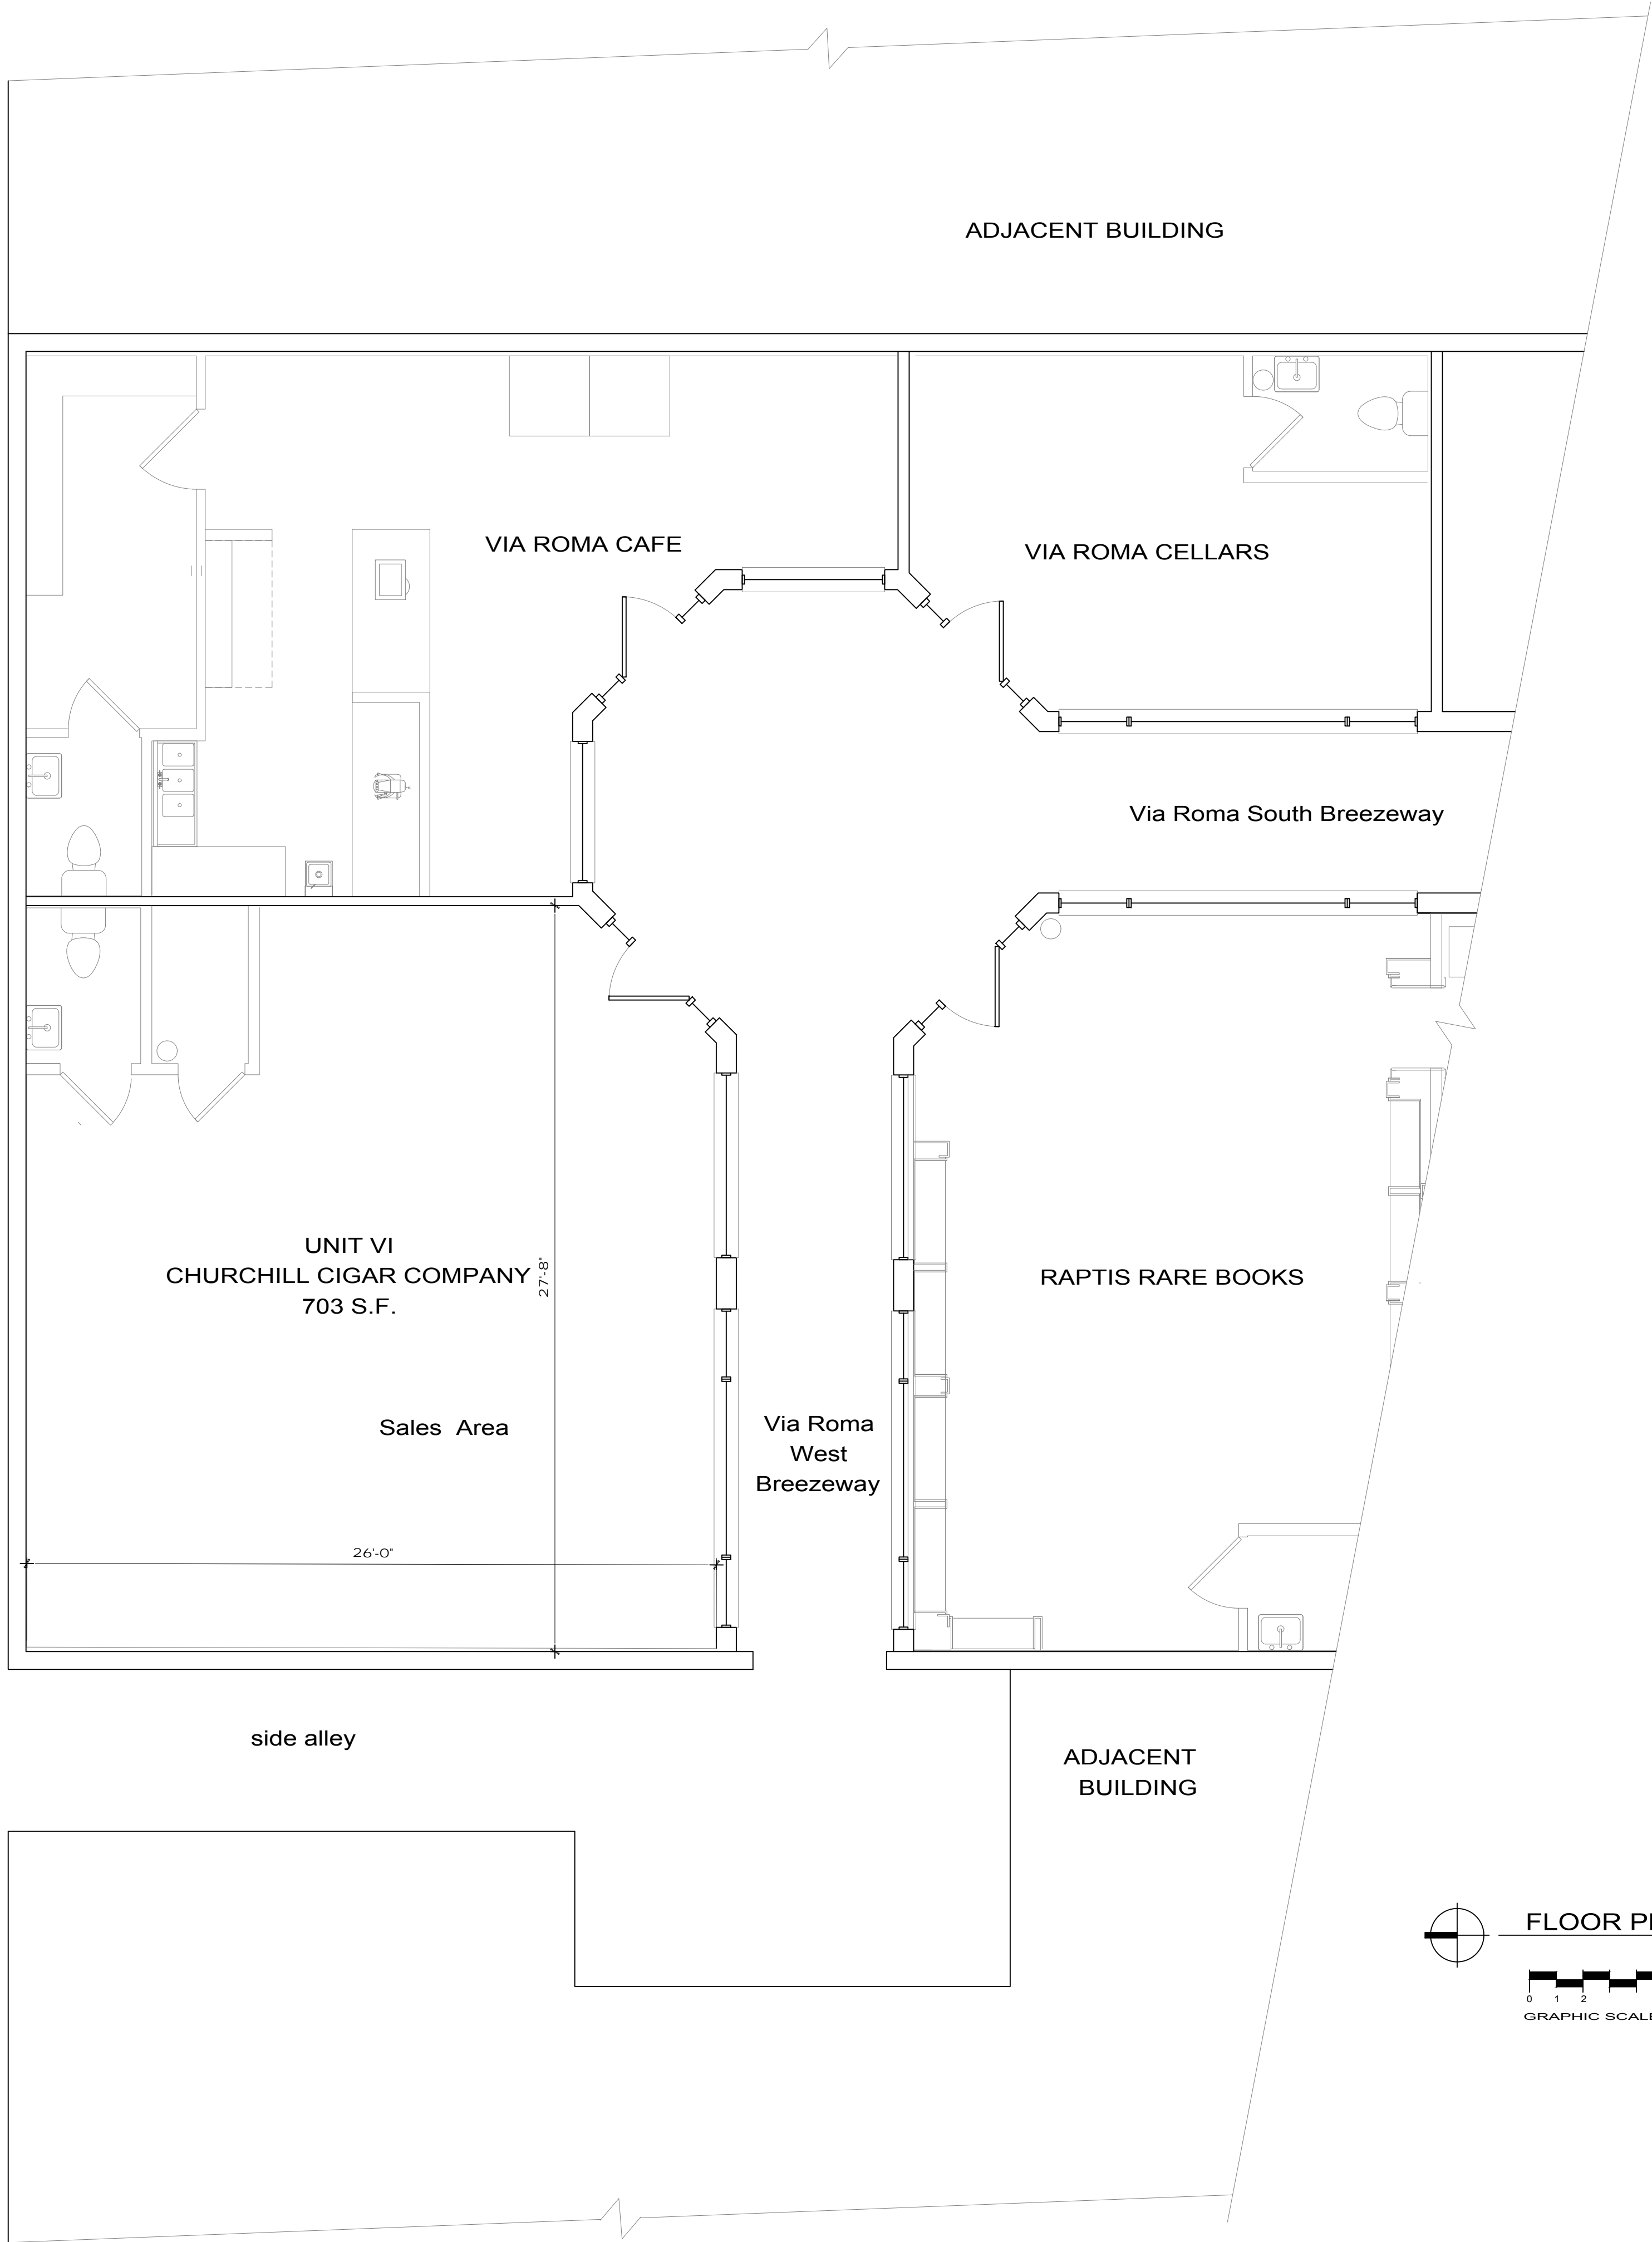 ADJACENT BUILDING
VIA ROMA CAFE
VIA ROMA CELLARS
Via Roma South Breezeway
UNIT VI
CHURCHILL CIGAR COMPANY
703 S.F.
27'-8"
RAPTIS RARE BOOKS
Sales Area
Via Roma
West
Breezeway
26'-0"
side alley
ADJACENT
BUILDING
FLOOR
0 1 2
GRAPHIC SCALE